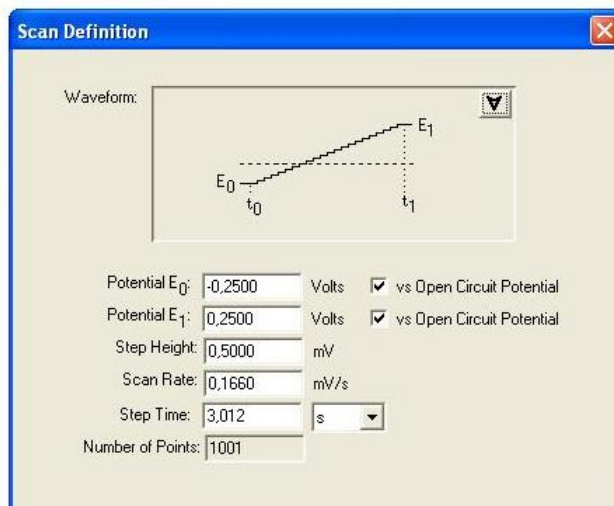 Scan Definition
Waveform:
E1
E0
t0
t1
Potential E0: -0,2500 Volts vs Open Circuit Potential
Potential E1: 0,2500 Volts vs Open Circuit Potential
Step Height: 0,5000 mV
Scan Rate: 0,1660 mV/s
Step Time: 3,012 s
Number of Points: 1001